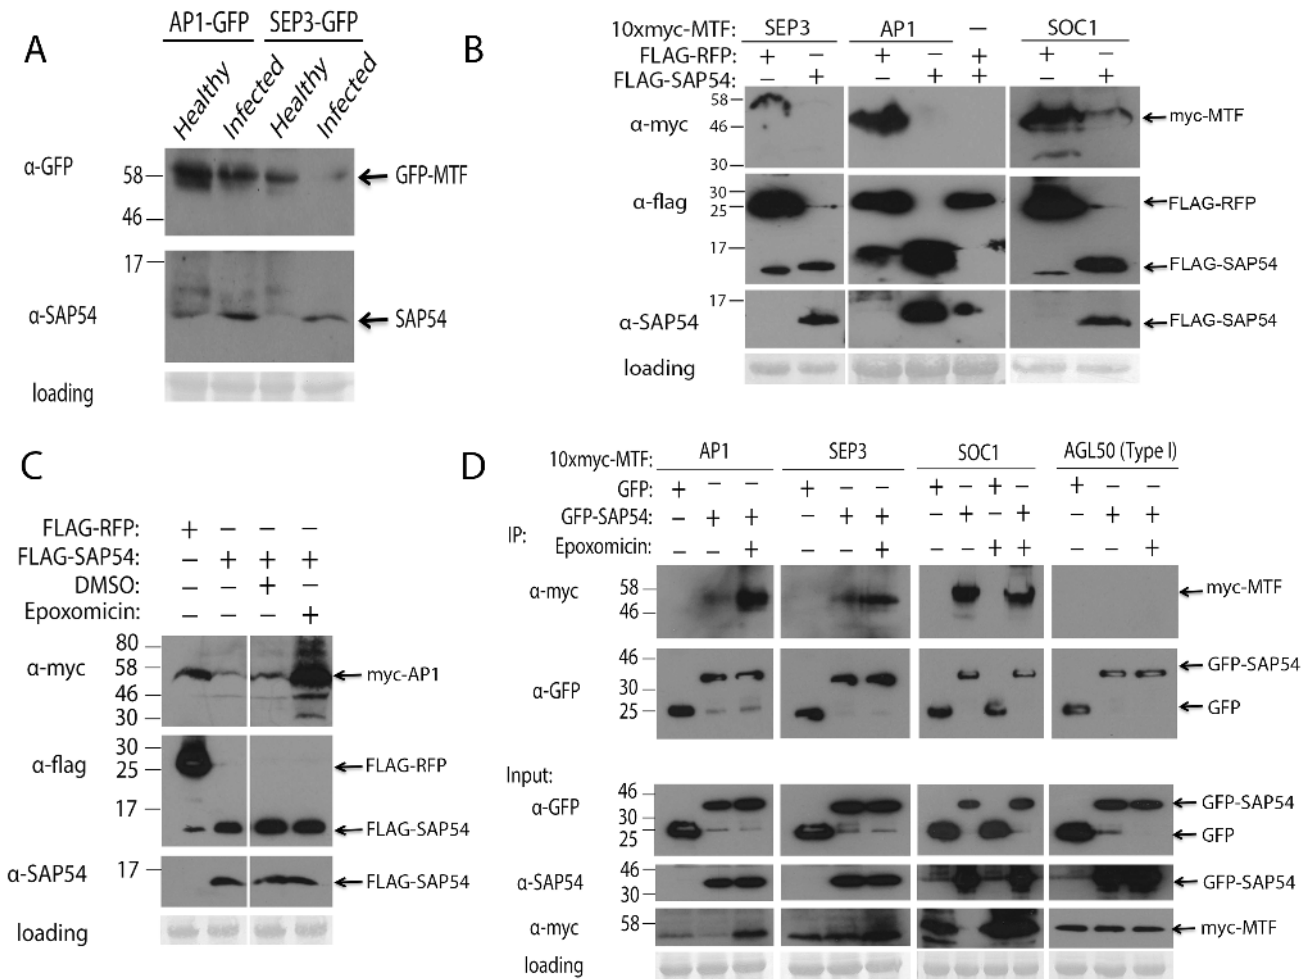 A
AP1-GFP SEP3-GFP
Healthy Infected Healthy Infected
α-GFP 58 GFP-MTF
46
17
α-SAP54 SAP54
loading
B
10xmyc-MTF: SEP3 AP1 – SOC1
FLAG-RFP: + – + – + + –
FLAG-SAP54: – + – + + – +
58
α-myc 46 myc-MTF
30
30
α-flag 25 FLAG-RFP
17
FLAG-SAP54
17
α-SAP54 FLAG-SAP54
loading
C
FLAG-RFP: + – – –
FLAG-SAP54: – + + +
DMSO: – – + –
Epoxomicin: – – – +
80
α-myc 58 myc-AP1
46
30
30
α-flag 25 FLAG-RFP
17
FLAG-SAP54
17
α-SAP54 FLAG-SAP54
loading
D
10xmyc-MTF: AP1 SEP3 SOC1 AGL50 (Type I)
GFP: + – – + – – + – + – + – –
GFP-SAP54: – + + – + + – + – + – + +
IP:
Epoxomicin: – – + – – + – – + + – – +
α-myc 58 myc-MTF
46
46 GFP-SAP54
α-GFP 30
25 GFP
Input:
46
α-GFP 30 GFP-SAP54
25 GFP
46
α-SAP54 30 GFP-SAP54
58
α-myc myc-MTF
loading